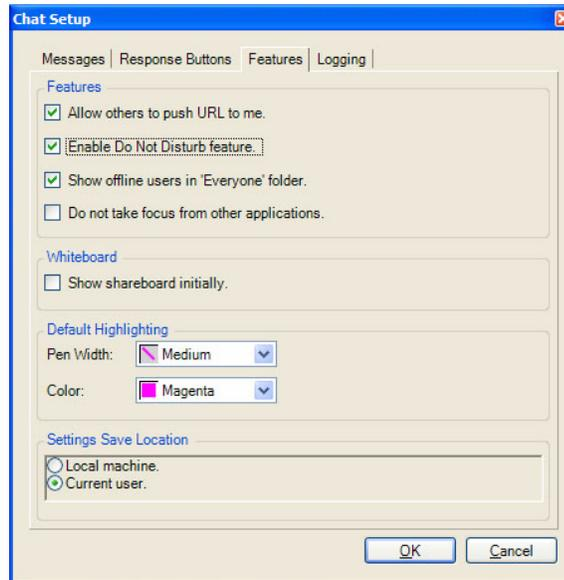 Chat Setup
Messages Response Buttons Features Logging
Features
Allow others to push URL to me.
Enable Do Not Disturb feature.
Show offline users in 'Everyone' folder.
Do not take focus from other applications.
Whiteboard
Show shareboard initially.
Default Highlighting
Pen Width: Medium
Color: Magenta
Settings Save Location
Local machine.
Current user.
OK Cancel